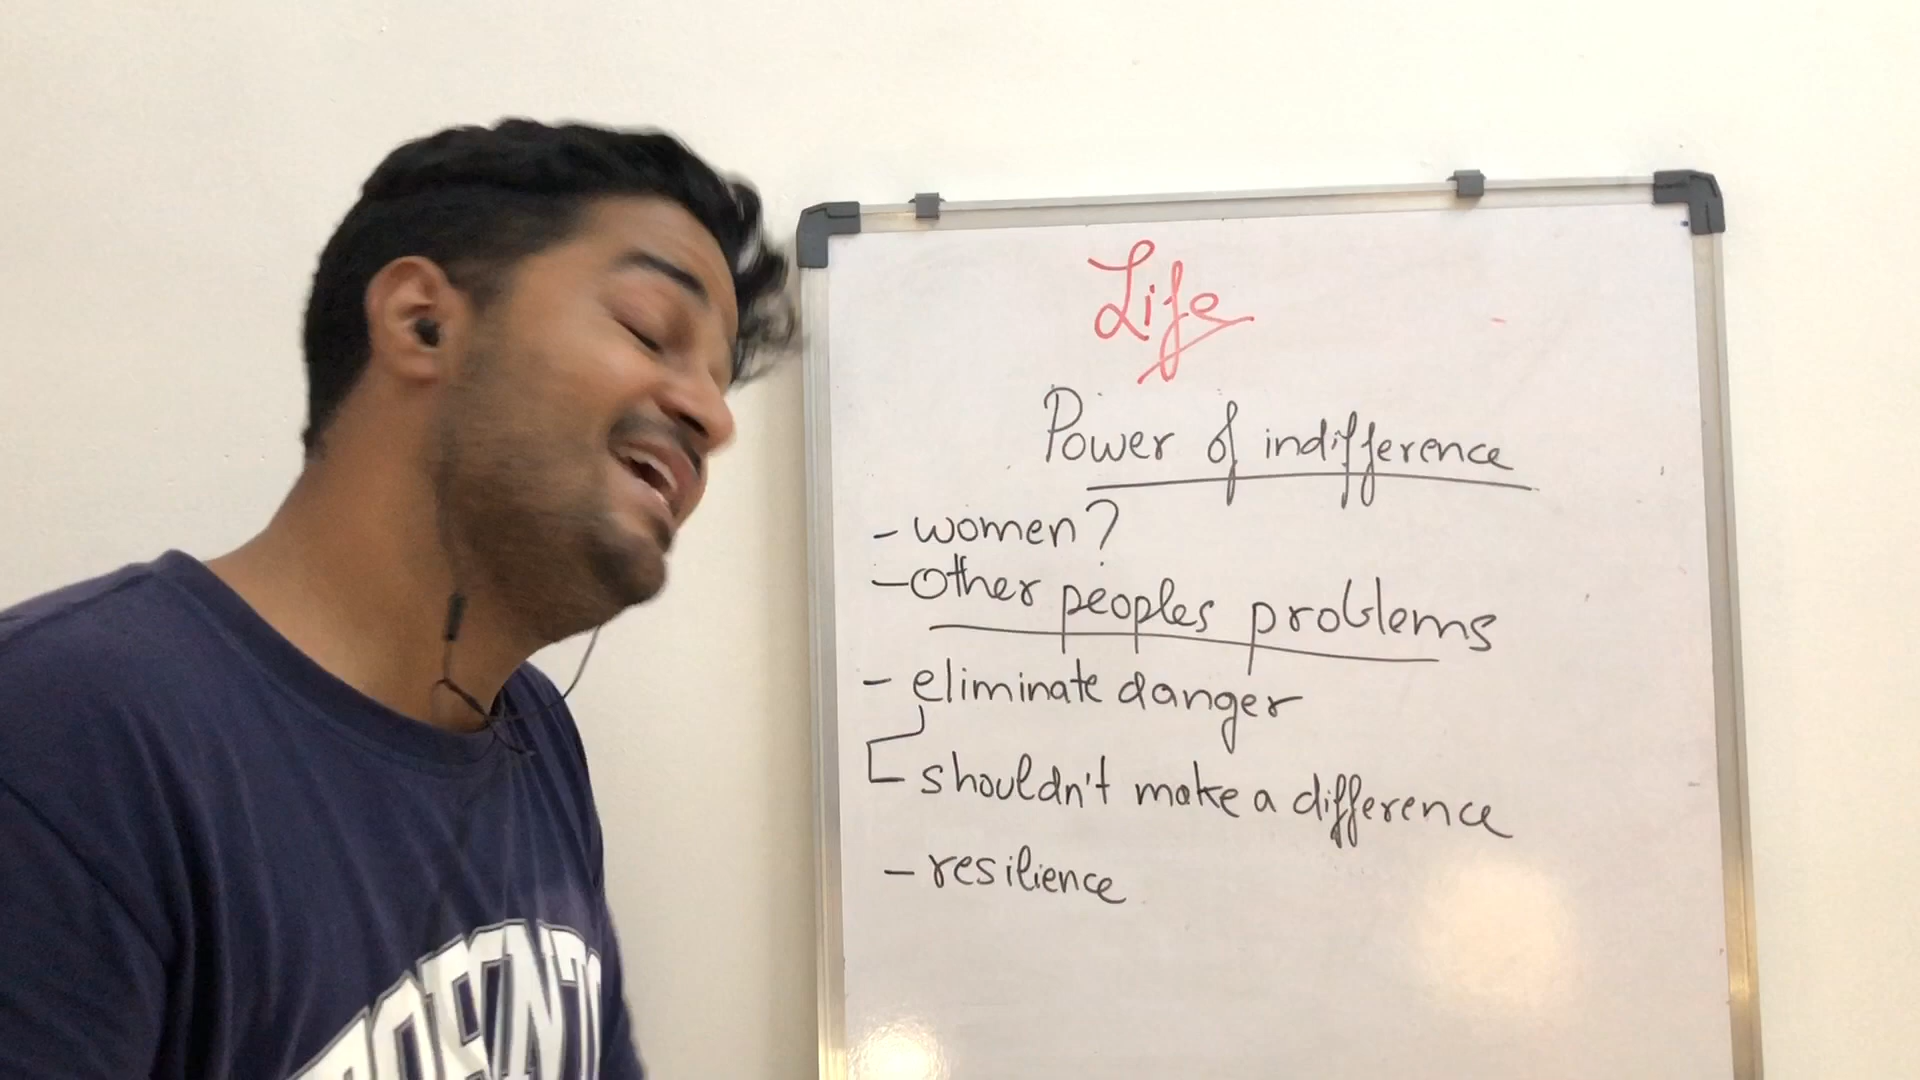 Life
Power of indifference
- women?
- Other peoples problems
- eliminate danger
shouldn't make a difference
- resilience